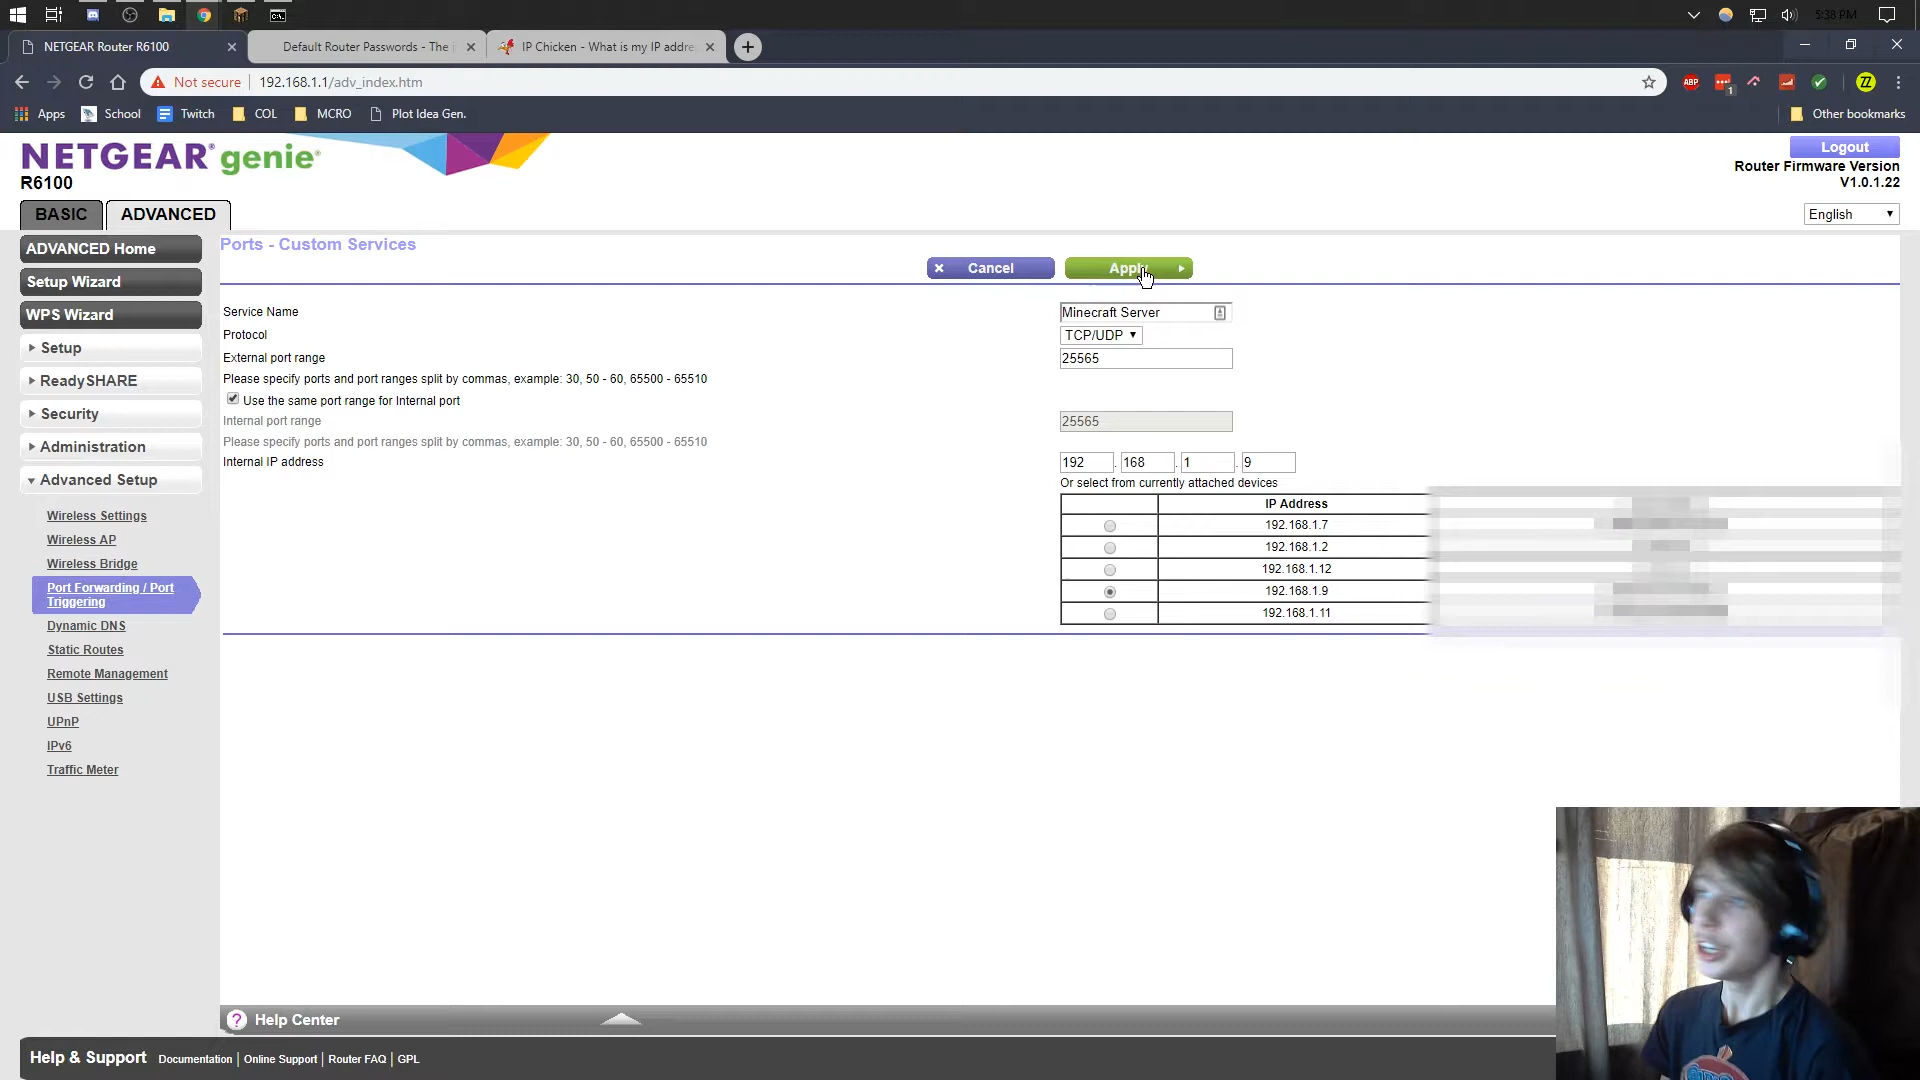 5:38 PM
NETGEAR Router R6100
Default Router Passwords - The
IP Chicken - What is my IP addre
Not secure
192.168.1.1/adv_index.htm
ABP
1
ZZ
Apps
School
Twitch
COL
MCRO
Plot Idea Gen.
Other bookmarks
NETGEAR® genie®
R6100
Logout
Router Firmware Version
V1.0.1.22
BASIC
ADVANCED
English
ADVANCED Home
Setup Wizard
WPS Wizard
Setup
ReadySHARE
Security
Administration
Advanced Setup
Wireless Settings
Wireless AP
Wireless Bridge
Port Forwarding / Port
Triggering
Dynamic DNS
Static Routes
Remote Management
USB Settings
UPnP
IPv6
Traffic Meter
Ports - Custom Services
Cancel
Apply
Service Name
Minecraft Server
Protocol
TCP/UDP
External port range
25565
Please specify ports and port ranges split by commas, example: 30, 50 - 60, 65500 - 65510
Use the same port range for Internal port
Internal port range
25565
Please specify ports and port ranges split by commas, example: 30, 50 - 60, 65500 - 65510
Internal IP address
192 . 168 . 1 . 9
Or select from currently attached devices
IP Address
192.168.1.7
192.168.1.2
192.168.1.12
192.168.1.9
192.168.1.11
? Help Center
Help & Support Documentation | Online Support | Router FAQ | GPL